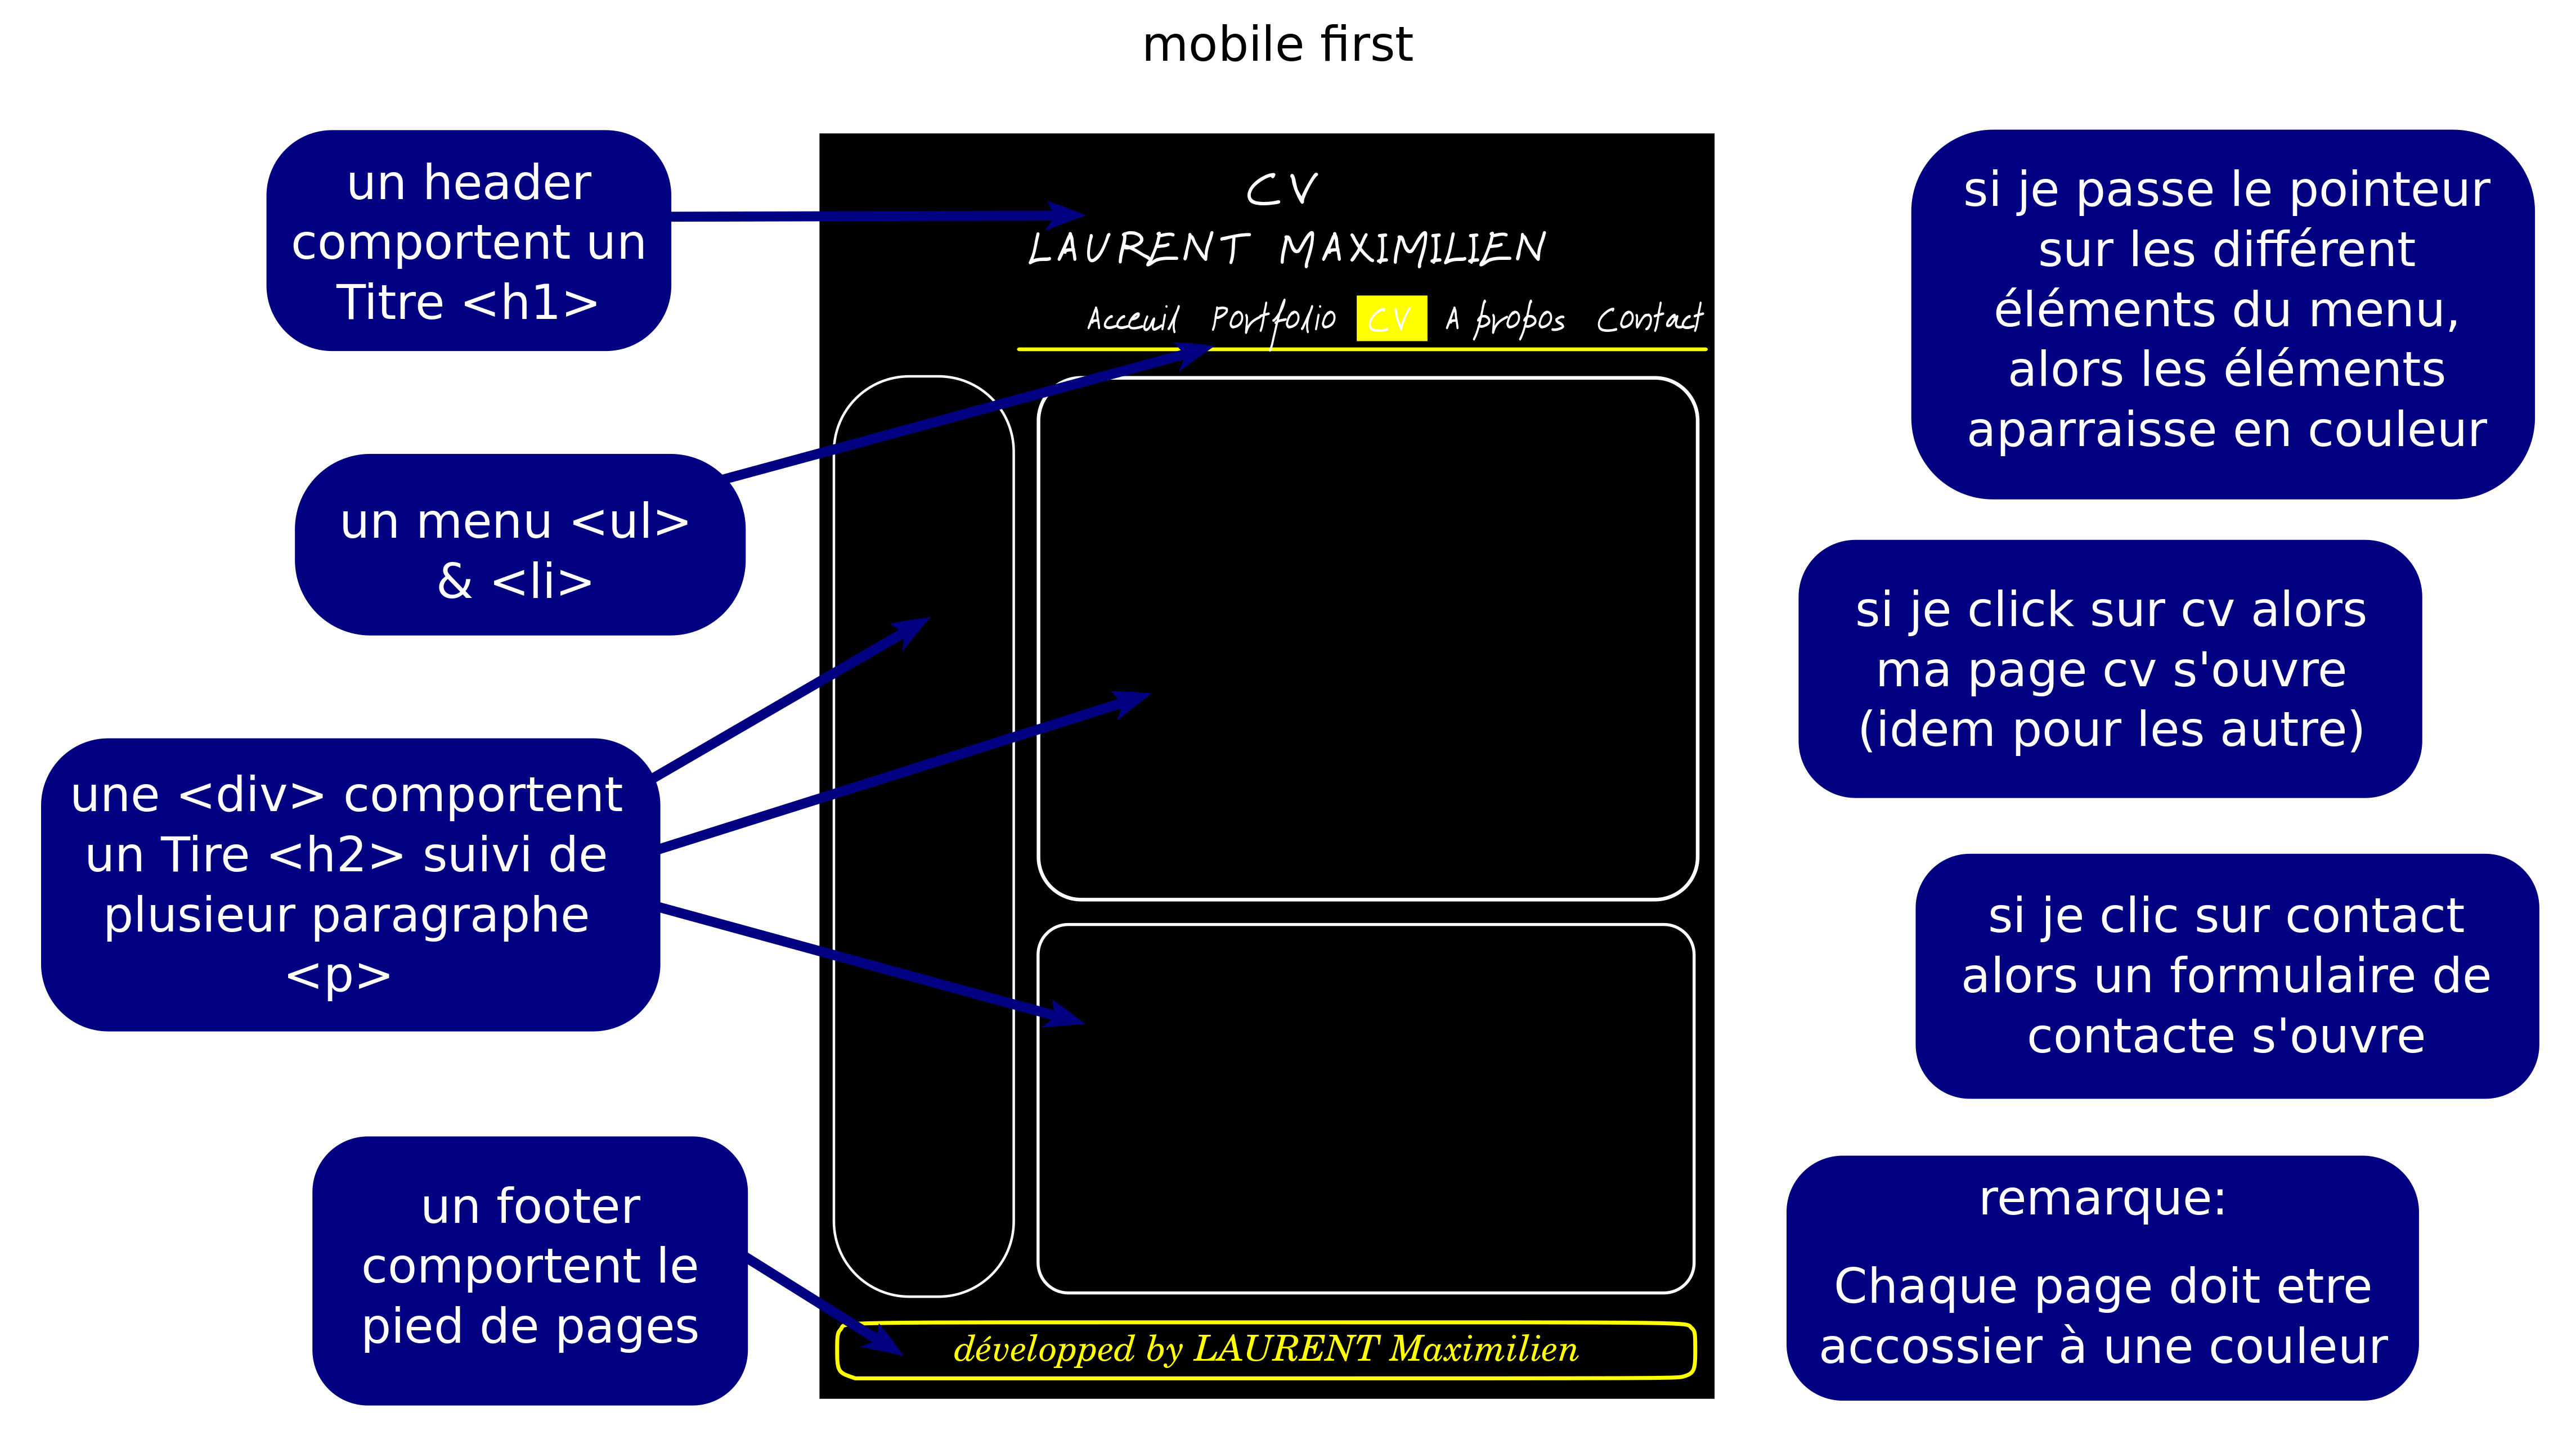 mobile first
un header
comportent un
Titre <h1>
un menu <ul>
& <li>
une <div> comportent
un Tire <h2> suivi de
plusieur paragraphe
<p>
un footer
comportent le
pied de pages
CV
LAURENT MAXIMILIEN
Acceuil Portfolio CV A propos Contact
développed by LAURENT Maximilien
si je passe le pointeur
sur les différent
éléments du menu,
alors les éléments
aparraisse en couleur
si je click sur cv alors
ma page cv s'ouvre
(idem pour les autre)
si je clic sur contact
alors un formulaire de
contacte s'ouvre
remarque:
Chaque page doit etre
accossier à une couleur